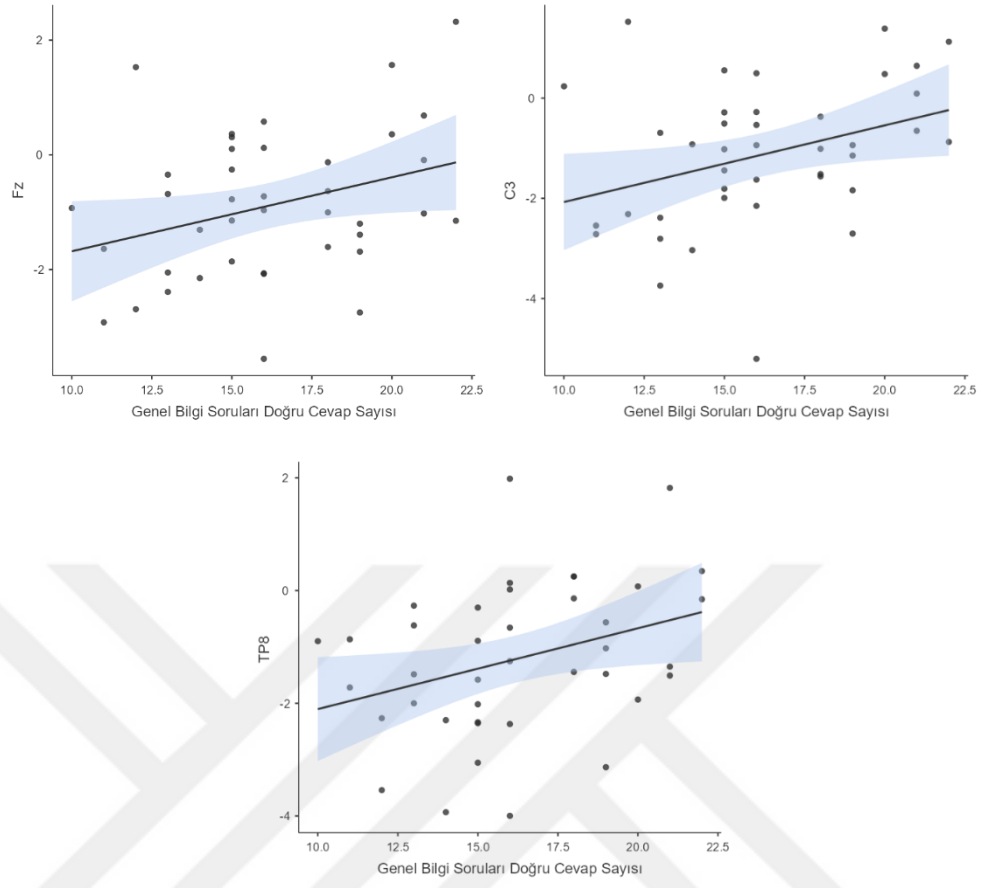 2
0
-2
Fz
10.0 12.5 15.0 17.5 20.0 22.5
Genel Bilgi Soruları Doğru Cevap Sayısı
0
-2
-4
C3
10.0 12.5 15.0 17.5 20.0 22.5
Genel Bilgi Soruları Doğru Cevap Sayısı
2
0
-2
-4
TP8
10.0 12.5 15.0 17.5 20.0 22.5
Genel Bilgi Soruları Doğru Cevap Sayısı